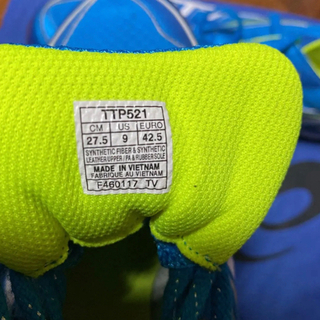 TTP521
CM US EURO
27.5 9 42.5
SYNTHETIC FIBER & SYNTHETIC
LEATHER UPPER / PA & RUBBER SOLE
MADE IN VIETNAM
FABRIQUE AU VIETNAM
F460117 TV